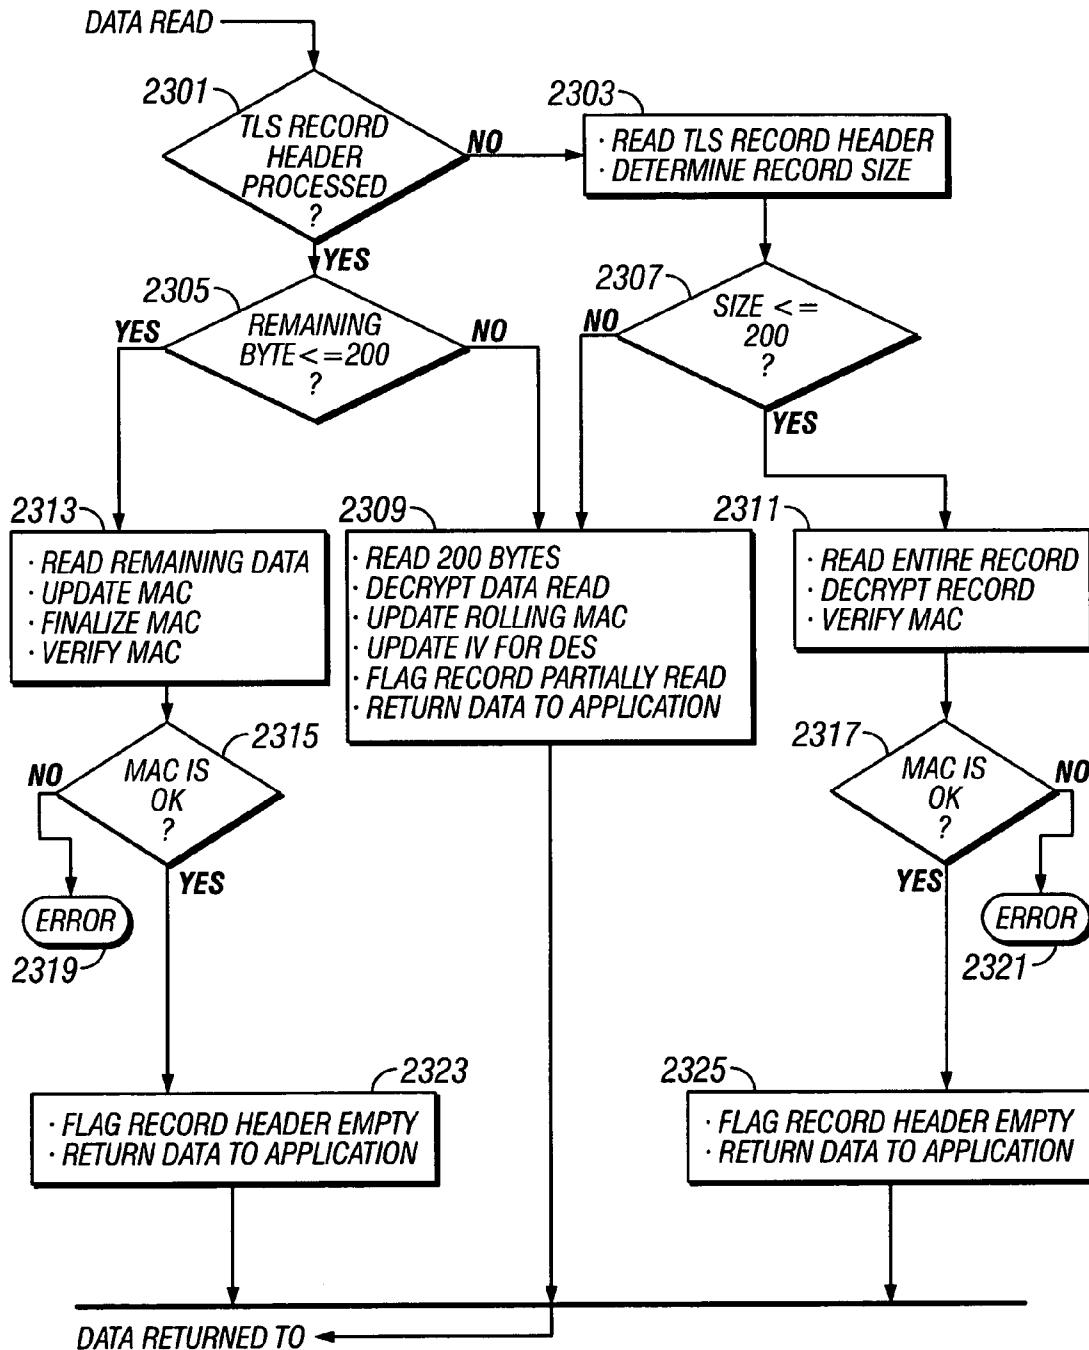 DATA READ
2301
TLS RECORD
HEADER
PROCESSED
?
NO
YES
2303
· READ TLS RECORD HEADER
· DETERMINE RECORD SIZE
2305
REMAINING
BYTE<=200
?
YES
NO
2307
SIZE <=
200
?
NO
YES
2313
· READ REMAINING DATA
· UPDATE MAC
· FINALIZE MAC
· VERIFY MAC
2309
· READ 200 BYTES
· DECRYPT DATA READ
· UPDATE ROLLING MAC
· UPDATE IV FOR DES
· FLAG RECORD PARTIALLY READ
· RETURN DATA TO APPLICATION
2311
· READ ENTIRE RECORD
· DECRYPT RECORD
· VERIFY MAC
2315
MAC IS
OK
?
NO
YES
2317
MAC IS
OK
?
NO
YES
ERROR
2319
ERROR
2321
2323
· FLAG RECORD HEADER EMPTY
· RETURN DATA TO APPLICATION
2325
· FLAG RECORD HEADER EMPTY
· RETURN DATA TO APPLICATION
DATA RETURNED TO